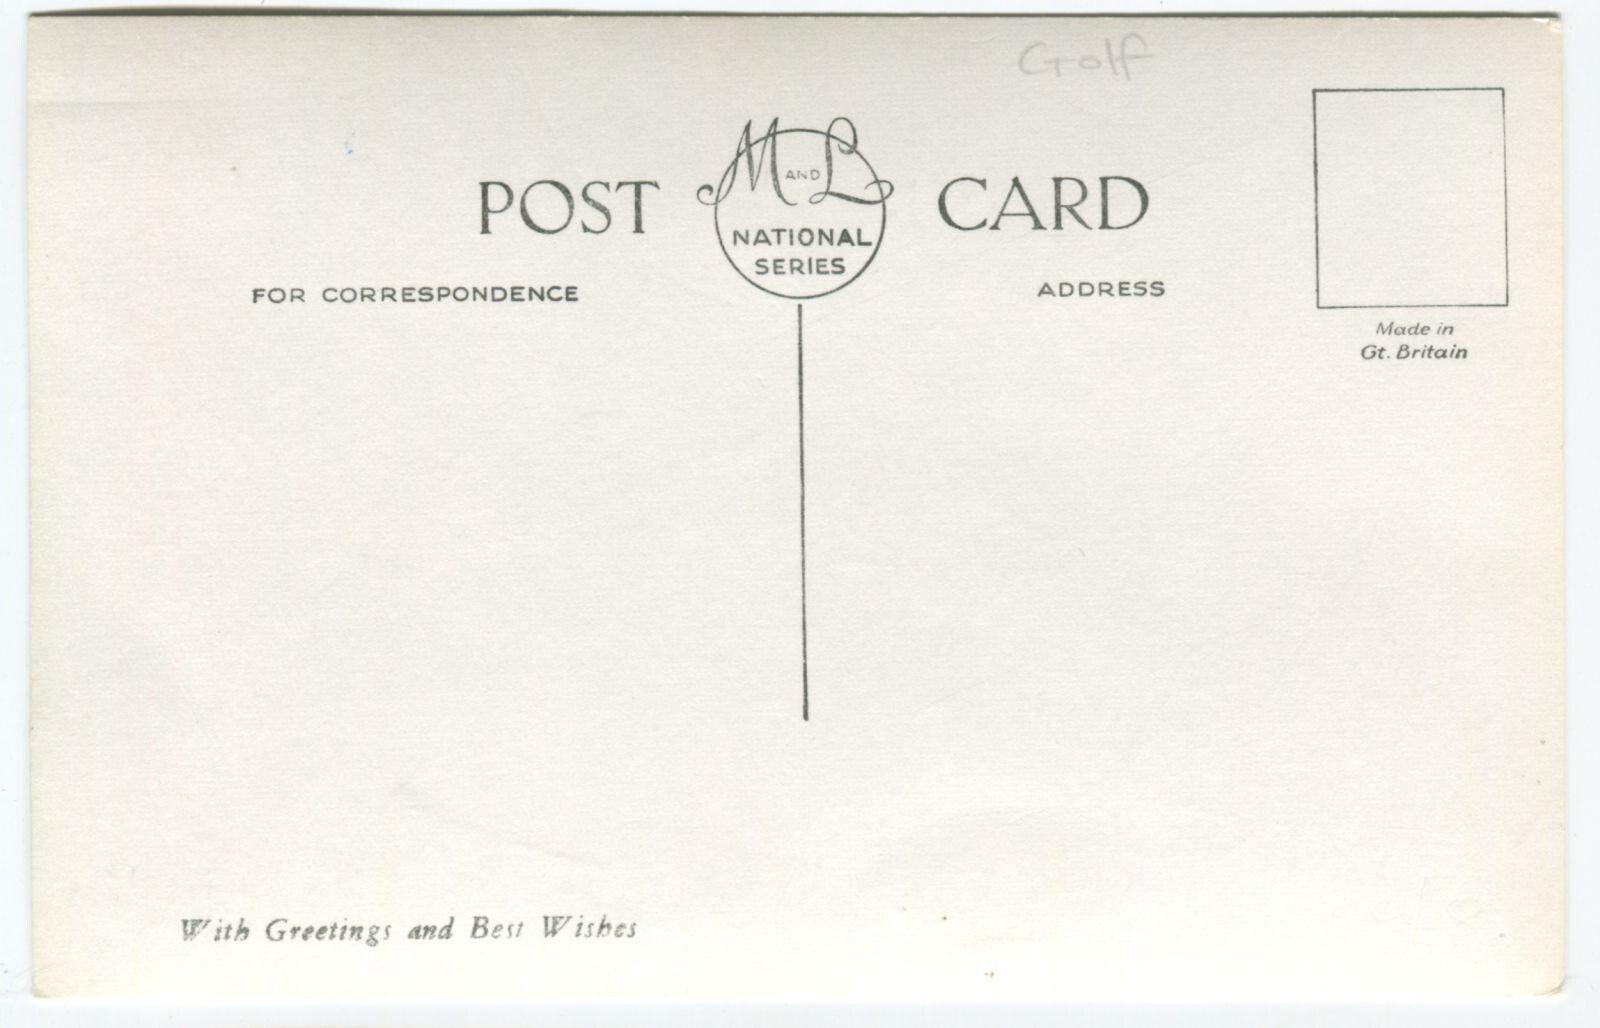 Golf
POST
M AND L
NATIONAL
SERIES
CARD
FOR CORRESPONDENCE
ADDRESS
Made in
Gt. Britain
With Greetings and Best Wishes